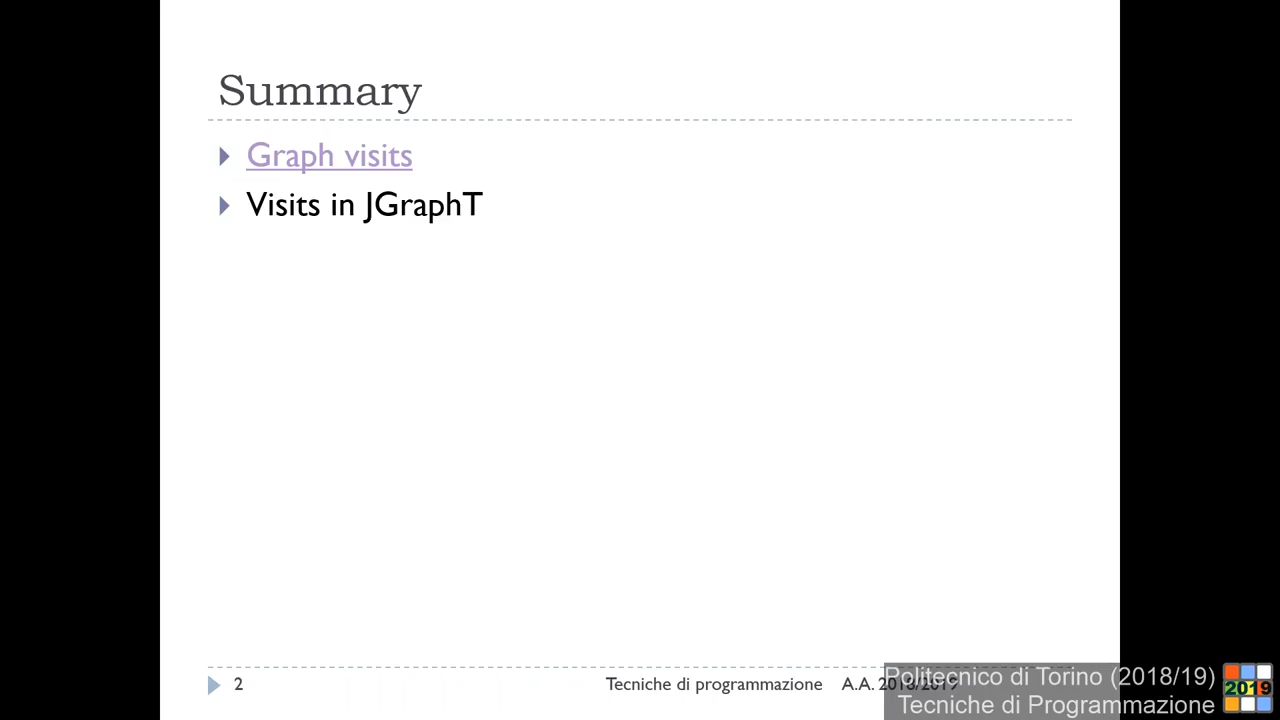 Summary
Graph visits
Visits in JGraphT
2
Tecniche di programmazione A.A. 2018/2019
Politecnico di Torino (2018/19)
Tecniche di Programmazione
2019